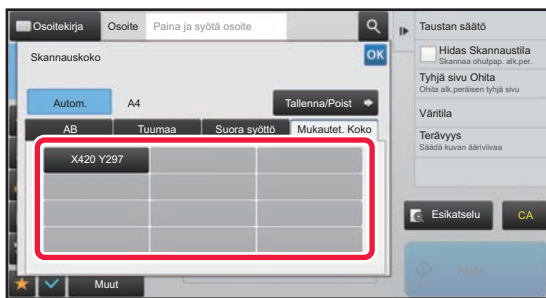 Osoitekirja Osoite Paina ja syötä osoite
Skannauskoko OK
Autom. A4 Tallenna/Poist
AB Tuumaa Suora syöttö Mukautet. Koko
X420 Y297
Muut
Taustan säätö
Hidas Skannaustila
Skannaa ohutpap. alk.per.
Tyhjä sivu Ohita
Ohita alk.peräisen tyhjä sivu
Väritila
Terävyys
Säädä kuvan ääriviivaa
Esikatselu CA